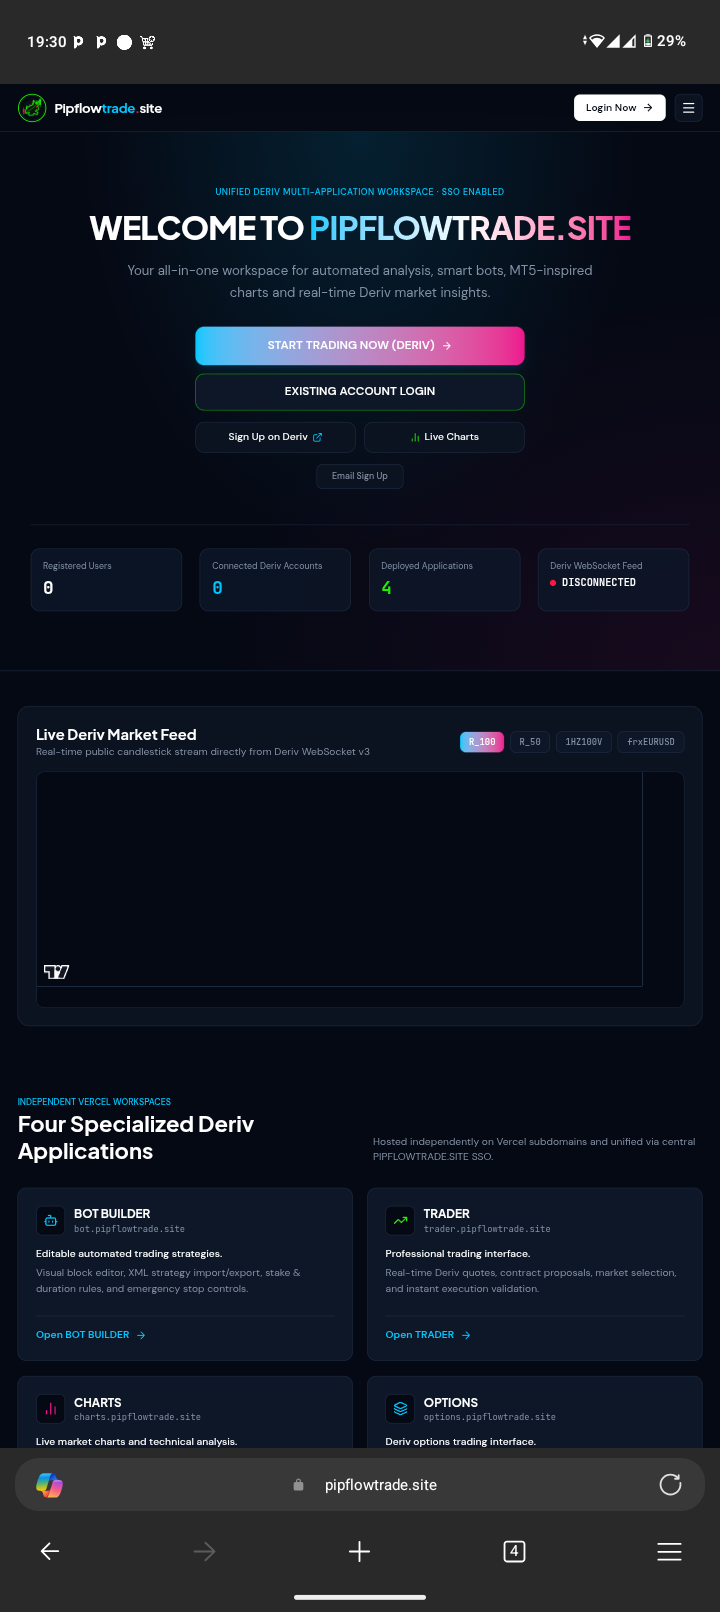 19:30
29%
Pipflowtrade.site
Login Now →
UNIFIED DERIV MULTI-APPLICATION WORKSPACE · SSO ENABLED
WELCOME TO PIPFLOWTRADE.SITE
Your all-in-one workspace for automated analysis, smart bots, MT5-inspired
charts and real-time Deriv market insights.
START TRADING NOW (DERIV) →
EXISTING ACCOUNT LOGIN
Sign Up on Deriv
Live Charts
Email Sign Up
Registered Users
0
Connected Deriv Accounts
0
Deployed Applications
4
Deriv WebSocket Feed
DISCONNECTED
Live Deriv Market Feed
Real-time public candlestick stream directly from Deriv WebSocket v3
R_100
R_50
1HZ100V
frxEURUSD
INDEPENDENT VERCEL WORKSPACES
Four Specialized Deriv
Applications
Hosted independently on Vercel subdomains and unified via central
PIPFLOWTRADE.SITE SSO.
BOT BUILDER
bot.pipflowtrade.site
Editable automated trading strategies.
Visual block editor, XML strategy import/export, stake &
duration rules, and emergency stop controls.
Open BOT BUILDER →
TRADER
trader.pipflowtrade.site
Professional trading interface.
Real-time Deriv quotes, contract proposals, market selection,
and instant execution validation.
Open TRADER →
CHARTS
charts.pipflowtrade.site
Live market charts and technical analysis.
OPTIONS
options.pipflowtrade.site
Deriv options trading interface.
pipflowtrade.site
4